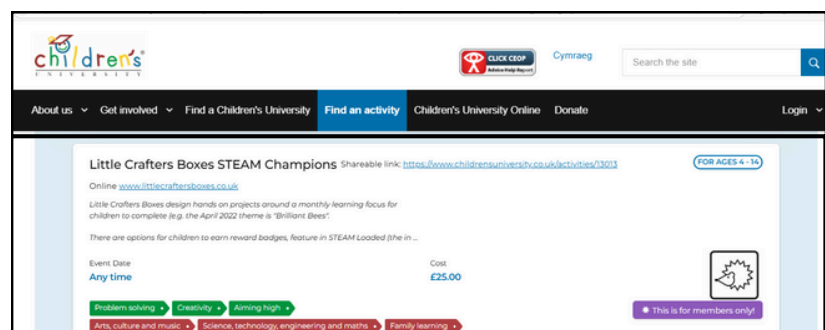 children's
UNIVERSITY
CLICK CEOP
Advice Help Report
Cymraeg
Search the site
About us Get involved Find a Children's University Find an activity Children's University Online Donate Login
Little Crafters Boxes STEAM Champions Shareable link: https://www.childrensuniversity.co.uk/activities/13013
FOR AGES 4 - 14
Online www.littlecraftersboxes.co.uk
Little Crafters Boxes design hands on projects around a monthly learning focus for
children to complete (e.g. the April 2022 theme is "Brilliant Bees".
There are options for children to earn reward badges, feature in STEAM Loaded (the in ...
Event Date Cost
Any time £25.00
Problem solving Creativity Aiming high
This is for members only!
Arts, culture and music Science, technology, engineering and maths Family learning